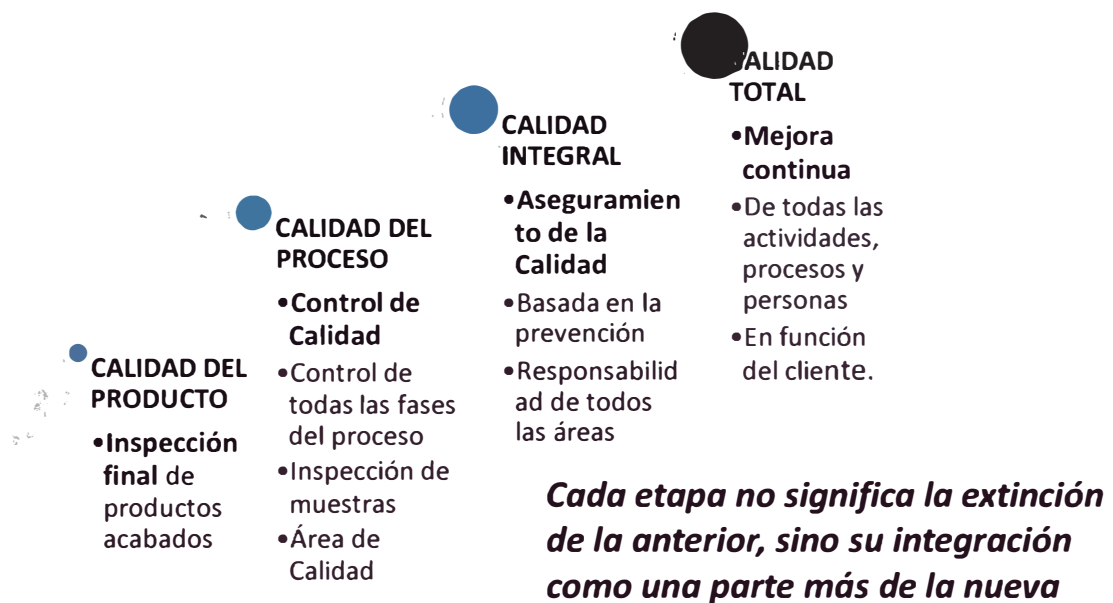 CALIDAD DEL
PRODUCTO
•Inspección
final de
productos
acabados
CALIDAD DEL
PROCESO
•Control de
Calidad
•Control de
todas las fases
del proceso
•Inspección de
muestras
•Área de
Calidad
CALIDAD
INTEGRAL
•Aseguramien
to de la
Calidad
•Basada en la
prevención
•Responsabilid
ad de todos
las áreas
ALIDAD
TOTAL
•Mejora
continua
•De todas las
actividades,
procesos y
personas
•En función
del cliente.
Cada etapa no significa la extinción
de la anterior, sino su integración
como una parte más de la nueva